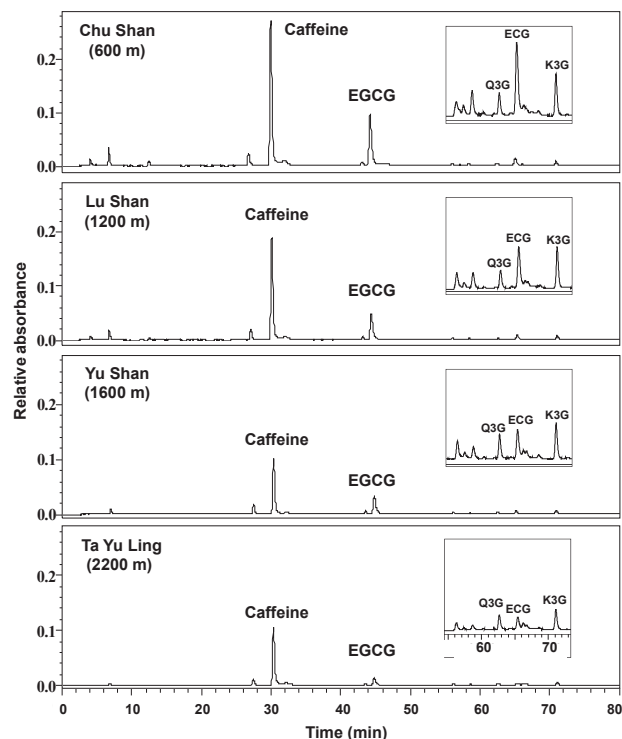 Relative absorbance
Chu Shan
(600 m)
Caffeine
EGCG
ECG
Q3G
K3G
0.2
0.1
0.0
Lu Shan
(1200 m)
Caffeine
EGCG
ECG
Q3G
K3G
0.2
0.1
0.0
Yu Shan
(1600 m)
Caffeine
EGCG
Q3G
ECG
K3G
0.2
0.1
0.0
Ta Yu Ling
(2200 m)
Caffeine
EGCG
Q3G
ECG
K3G
60 70
0.2
0.1
0.0
0 10 20 30 40 50 60 70 80
Time (min)